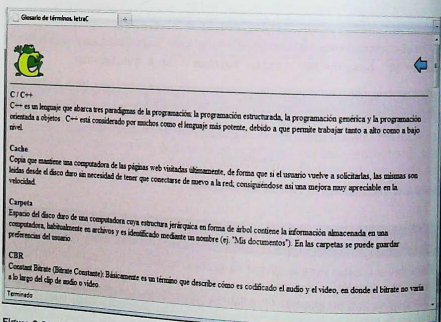 Glosario de términos. letraC
C / C++
C++ es un lenguaje que abarca tres paradigmas de la programación: la programación estructurada, la programación genérica y la programación
orientada a objetos. C++ está considerado por muchos como el lenguaje más potente, debido a que permite trabajar tanto a alto como a bajo
nivel.
Cache
Copia que mantiene una computadora de las páginas web visitadas últimamente, de forma que si el usuario vuelve a solicitarlas, las mismas son
leídas desde el disco duro sin necesidad de tener que conectarse de nuevo a la red; consiguiéndose así una mejora muy apreciable en la
velocidad.
Carpeta
Espacio del disco duro de una computadora cuya estructura jerárquica en forma de árbol contiene la información almacenada en una
computadora, habitualmente en archivos y es identificado mediante un nombre (ej. "Mis documentos"). En las carpetas se puede guardar
preferencias del usuario.
CBR
Constant Bitrate (Bitrate Constante): Básicamente es un término que describe cómo es codificado el audio y el video, en donde el bitrate no varía
a lo largo del clip de audio o video.
Terminado